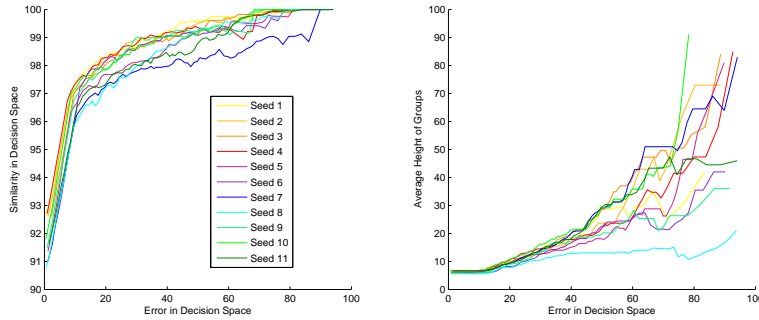 100
99
98
97
96
95
94
93
92
91
90
Similarity in Decision Space
0 20 40 60 80 100
Error in Decision Space
Seed 1
Seed 2
Seed 3
Seed 4
Seed 5
Seed 6
Seed 7
Seed 8
Seed 9
Seed 10
Seed 11
100
90
80
70
60
50
40
30
20
10
0
Average Height of Groups
0 20 40 60 80 100
Error in Decision Space